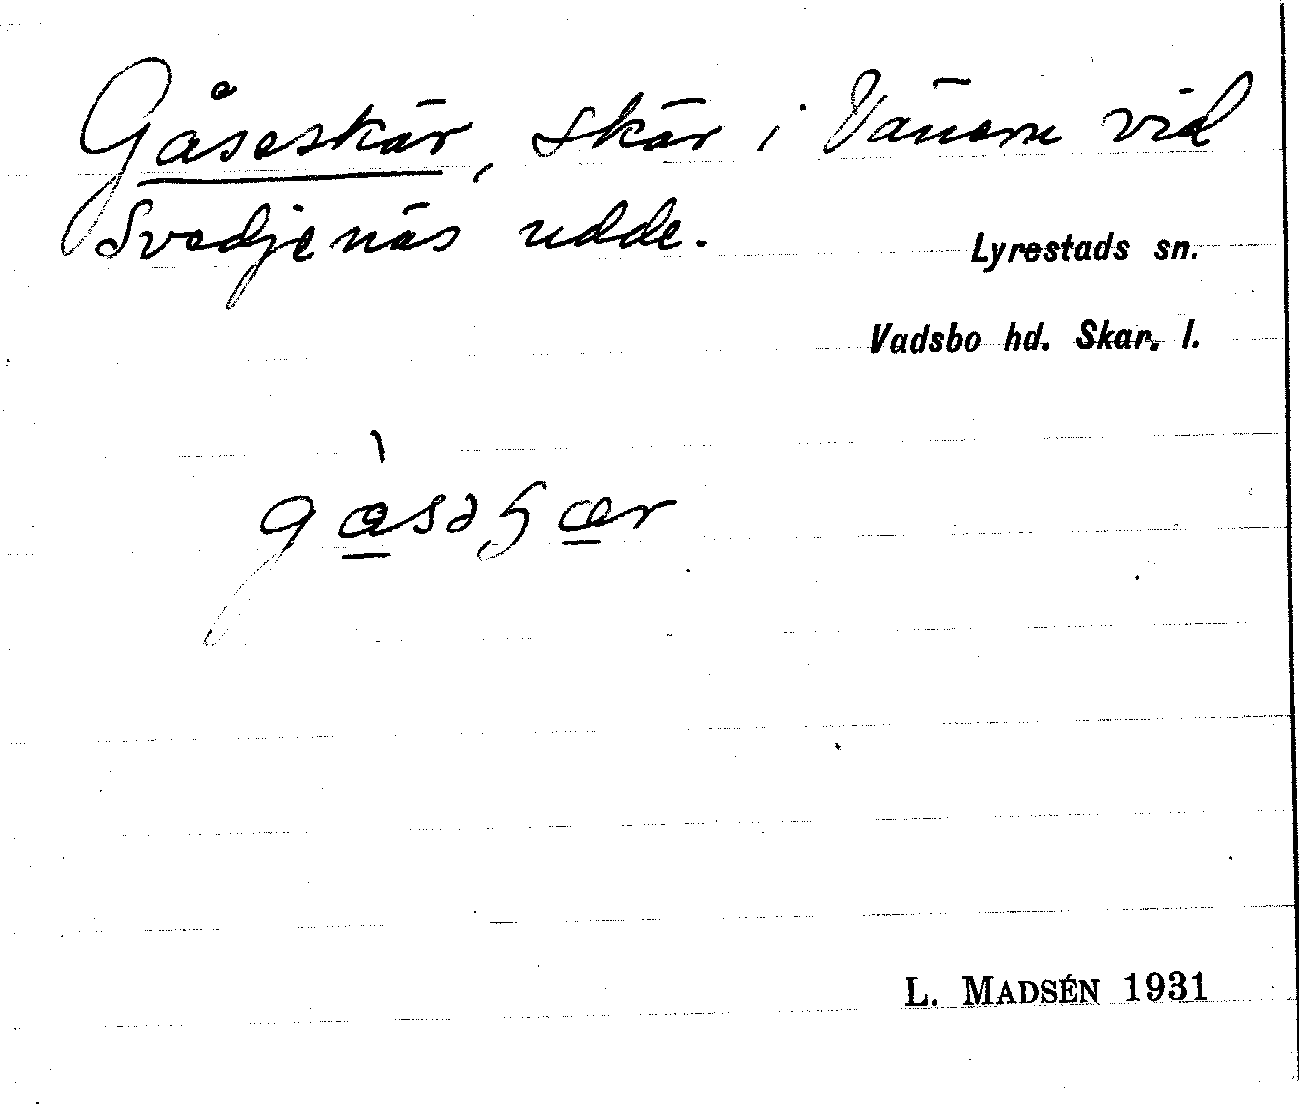 Gåseskär, skär i Vänern vid
Svedjenäs udde.
Lyrestads sn.
Vadsbo hd. Skar. l.
L. MADSÉN 1931